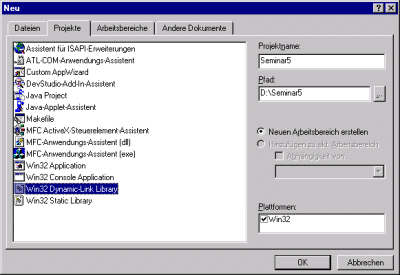 Neu
Dateien
Projekte
Arbeitsbereiche
Andere Dokumente
Assistent für ISAPI-Erweiterungen
ATL-COM-Anwendungs-Assistent
Custom AppWizard
DevStudio-Add-In-Assistent
Java Project
Java-Applet-Assistent
Makefile
MFC ActiveX-Steuerelement-Assistent
MFC-Anwendungs-Assistent (dll)
MFC-Anwendungs-Assistent (exe)
Win32 Application
Win32 Console Application
Win32 Dynamic-Link Library
Win32 Static Library
Projektname:
Seminar5
Pfad:
D:\Seminar5
...
Neuen Arbeitsbereich erstellen
Hinzufügen zu akt. Arbeitsbereich
Abhängigkeit von:
Plattformen:
Win32
OK
Abbrechen